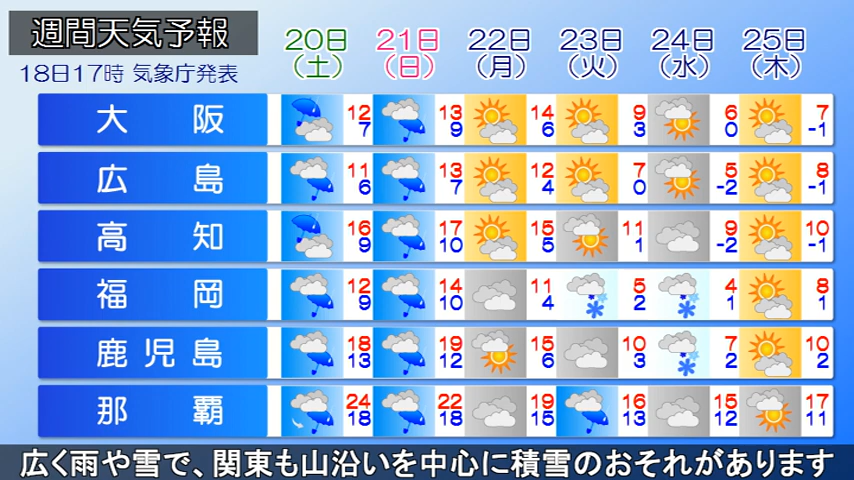 週間天気予報
18日17時 気象庁発表
20日 21日 22日 23日 24日 25日
(土) (日) (月) (火) (水) (木)
大阪 12 7 13 9 14 6 9 3 6 0 7 -1
広島 11 6 13 7 12 4 7 0 5 -2 8 -1
高知 16 9 17 10 15 5 11 1 9 -2 10 -1
福岡 12 9 14 10 11 4 5 2 4 1 8 1
鹿児島 18 13 19 12 15 6 10 3 7 2 10 2
那覇 24 18 22 18 19 15 16 13 15 12 17 11
広く雨や雪で、関東も山沿いを中心に積雪のおそれがあります